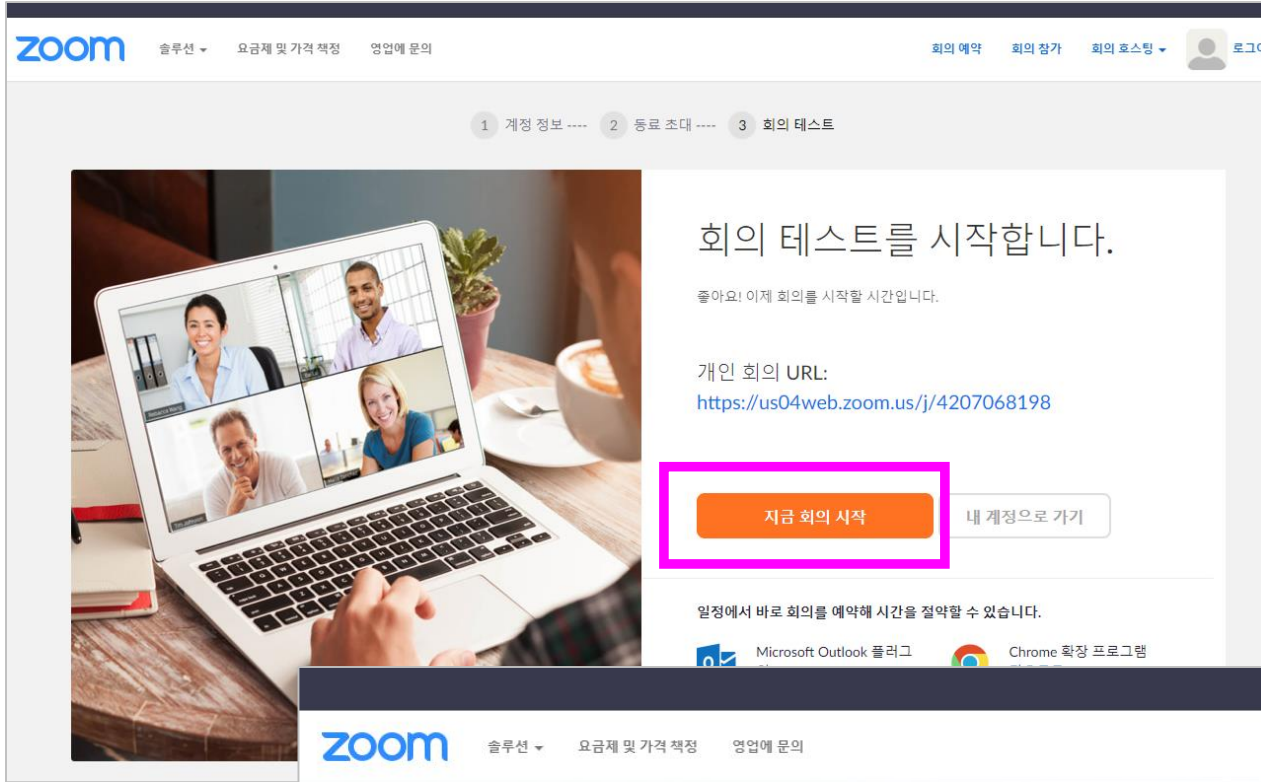 zoom 솔루션 요금제 및 가격 책정 영업에 문의 회의 예약 회의 참가 회의 호스팅
1 계정 정보 ---- 2 동료 초대 ---- 3 회의 테스트
회의 테스트를 시작합니다.
좋아요! 이제 회의를 시작할 시간입니다.
개인 회의 URL:
https://us04web.zoom.us/j/4207068198
지금 회의 시작 내 계정으로 가기
일정에서 바로 회의를 예약해 시간을 절약할 수 있습니다.
Microsoft Outlook 플러그 Chrome 확장 프로그램
zoom 솔루션 요금제 및 가격 책정 영업에 문의